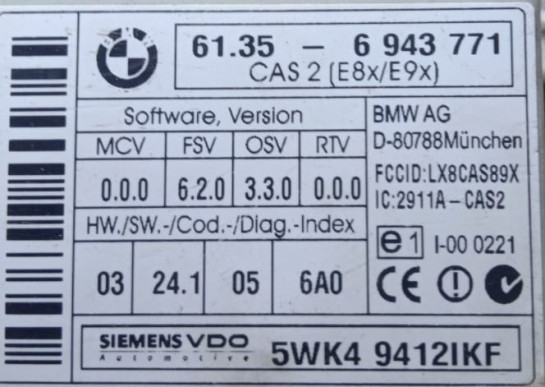 BMW
61.35 – 6 943 771
CAS 2 (E8x/E9x)
Software, Version
MCV FSV OSV RTV
0.0.0 6.2.0 3.3.0 0.0.0
HW./SW.-/Cod.-/Diag.-Index
03 24.1 05 6A0
BMW AG
D-80788München
FCCID:LX8CAS89X
IC:2911A–CAS2
e1 I-00 0221
CE
SIEMENS VDO
Automotive
5WK4 9412IKF